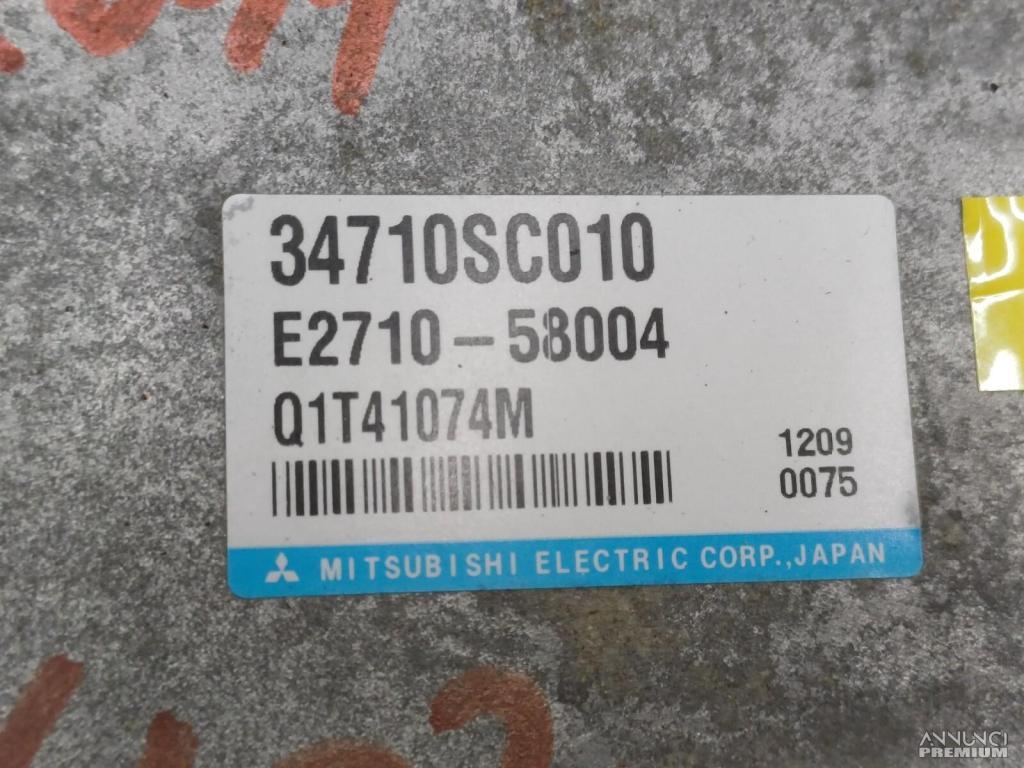 34710SC010
E2710-58004
Q1T41074M
1209
0075
MITSUBISHI ELECTRIC CORP.,JAPAN
ANNUNCI
PREMIUM